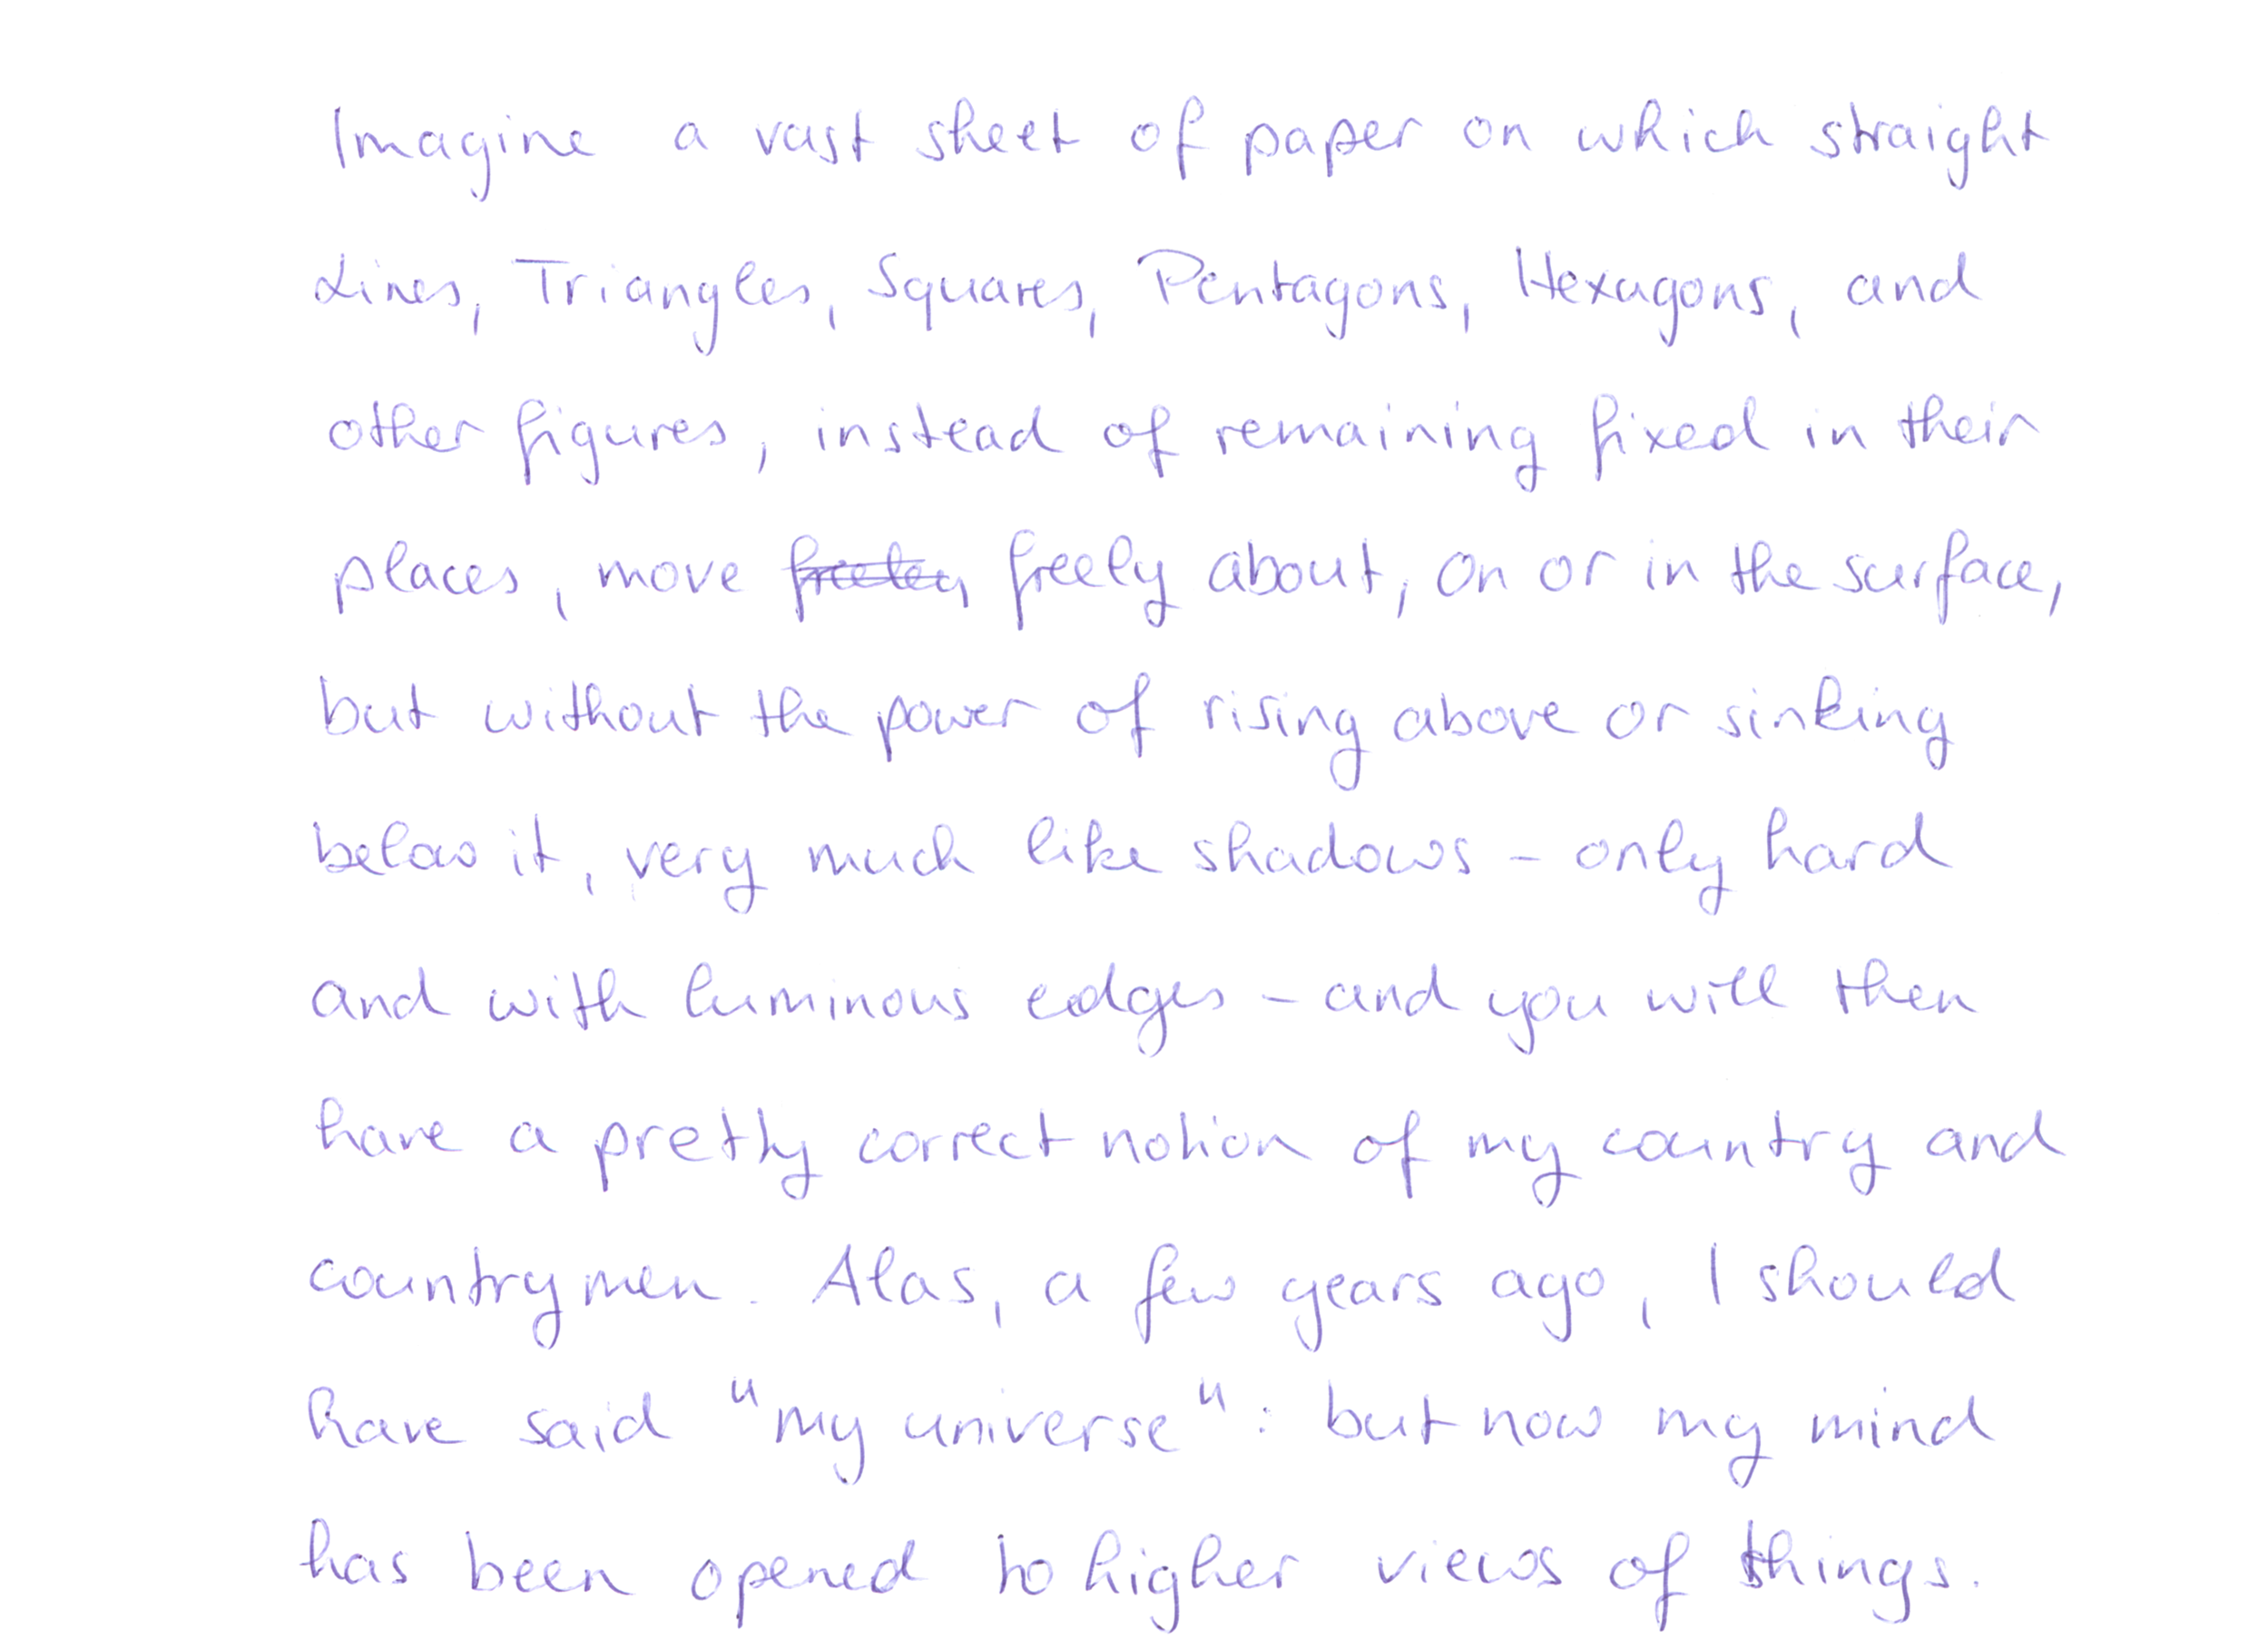 Imagine a vast sheet of paper on which straight
Lines, Triangles, Squares, Pentagons, Hexagons, and
other figures, instead of remaining fixed in their
places, move freely about, on or in the surface,
but without the power of rising above or sinking
below it, very much like shadows - only hard
and with luminous edges - and you will then
have a pretty correct notion of my country and
countrymen. Alas, a few years ago, I should
have said "my universe": but now my mind
has been opened to higher views of things.